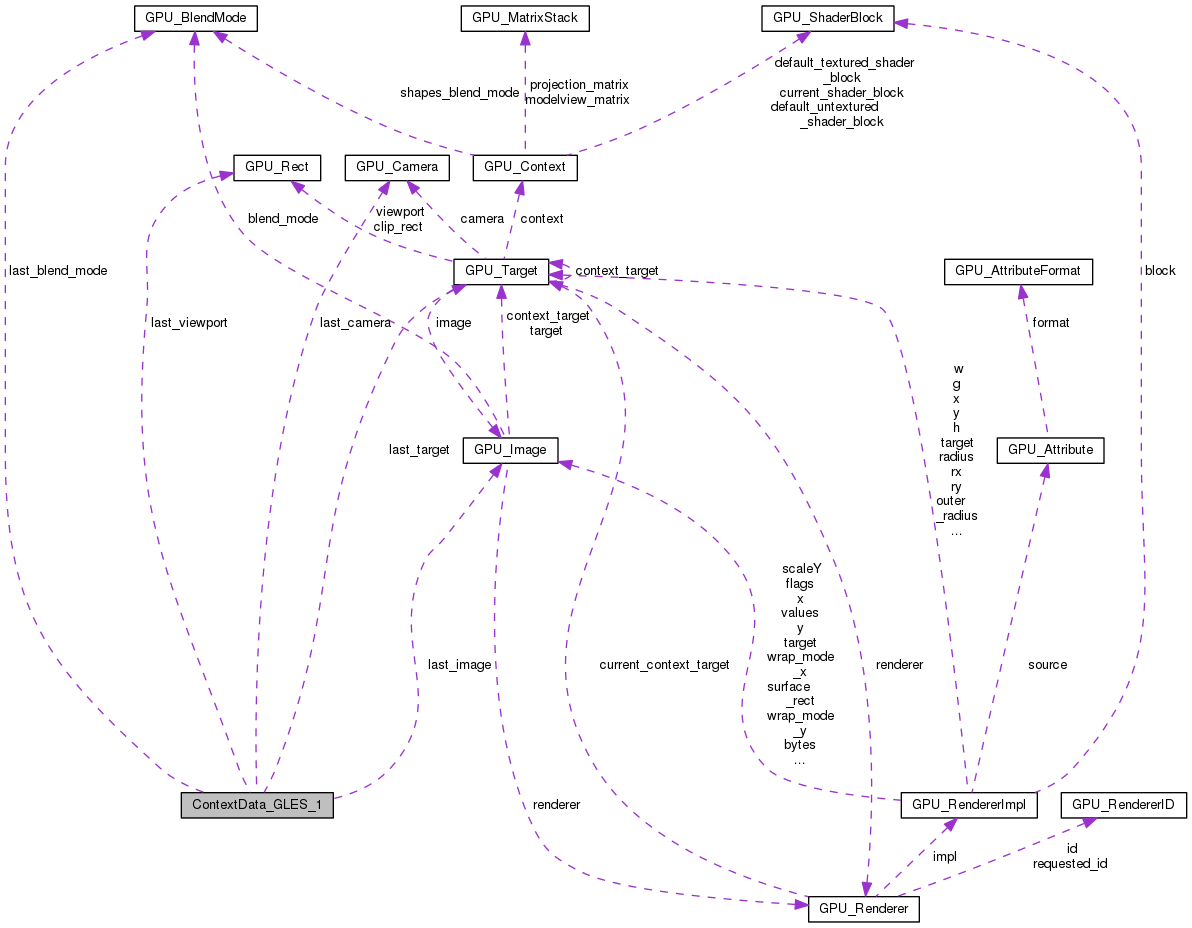 GPU_BlendMode
GPU_MatrixStack
GPU_ShaderBlock
default_textured_shader
_block
current_shader_block
default_untextured
_shader_block
shapes_blend_mode
projection_matrix
modelview_matrix
GPU_Rect
GPU_Camera
GPU_Context
blend_mode
viewport
clip_rect
camera
context
last_blend_mode
GPU_Target
context_target
GPU_AttributeFormat
block
last_viewport
last_camera
image
context_target
target
format
w
g
x
y
h
target
radius
rx
ry
outer
_radius
...
last_target
GPU_Image
GPU_Attribute
scaleY
flags
x
values
y
target
wrap_mode
_x
surface
_rect
wrap_mode
_y
bytes
...
last_image
current_context_target
renderer
source
ContextData_GLES_1
renderer
GPU_RendererImpl
GPU_RendererID
impl
id
requested_id
GPU_Renderer